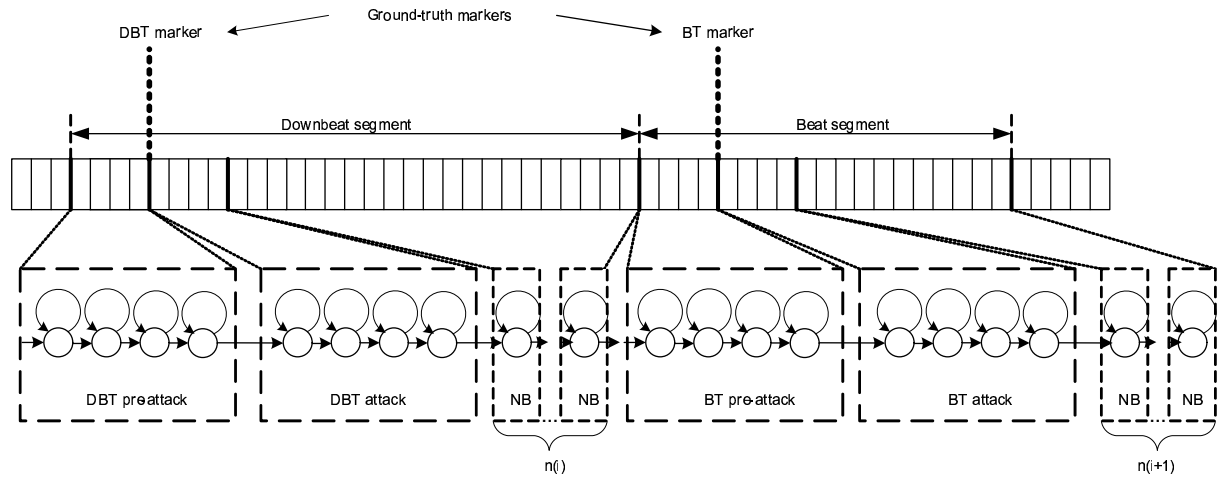 Ground-truth markers
DBT marker
BT marker
Downbeat segment
Beat segment
DBT pre-attack
DBT attack
NB
NB
BT pre-attack
BT attack
NB
NB
n(i)
n(i+1)